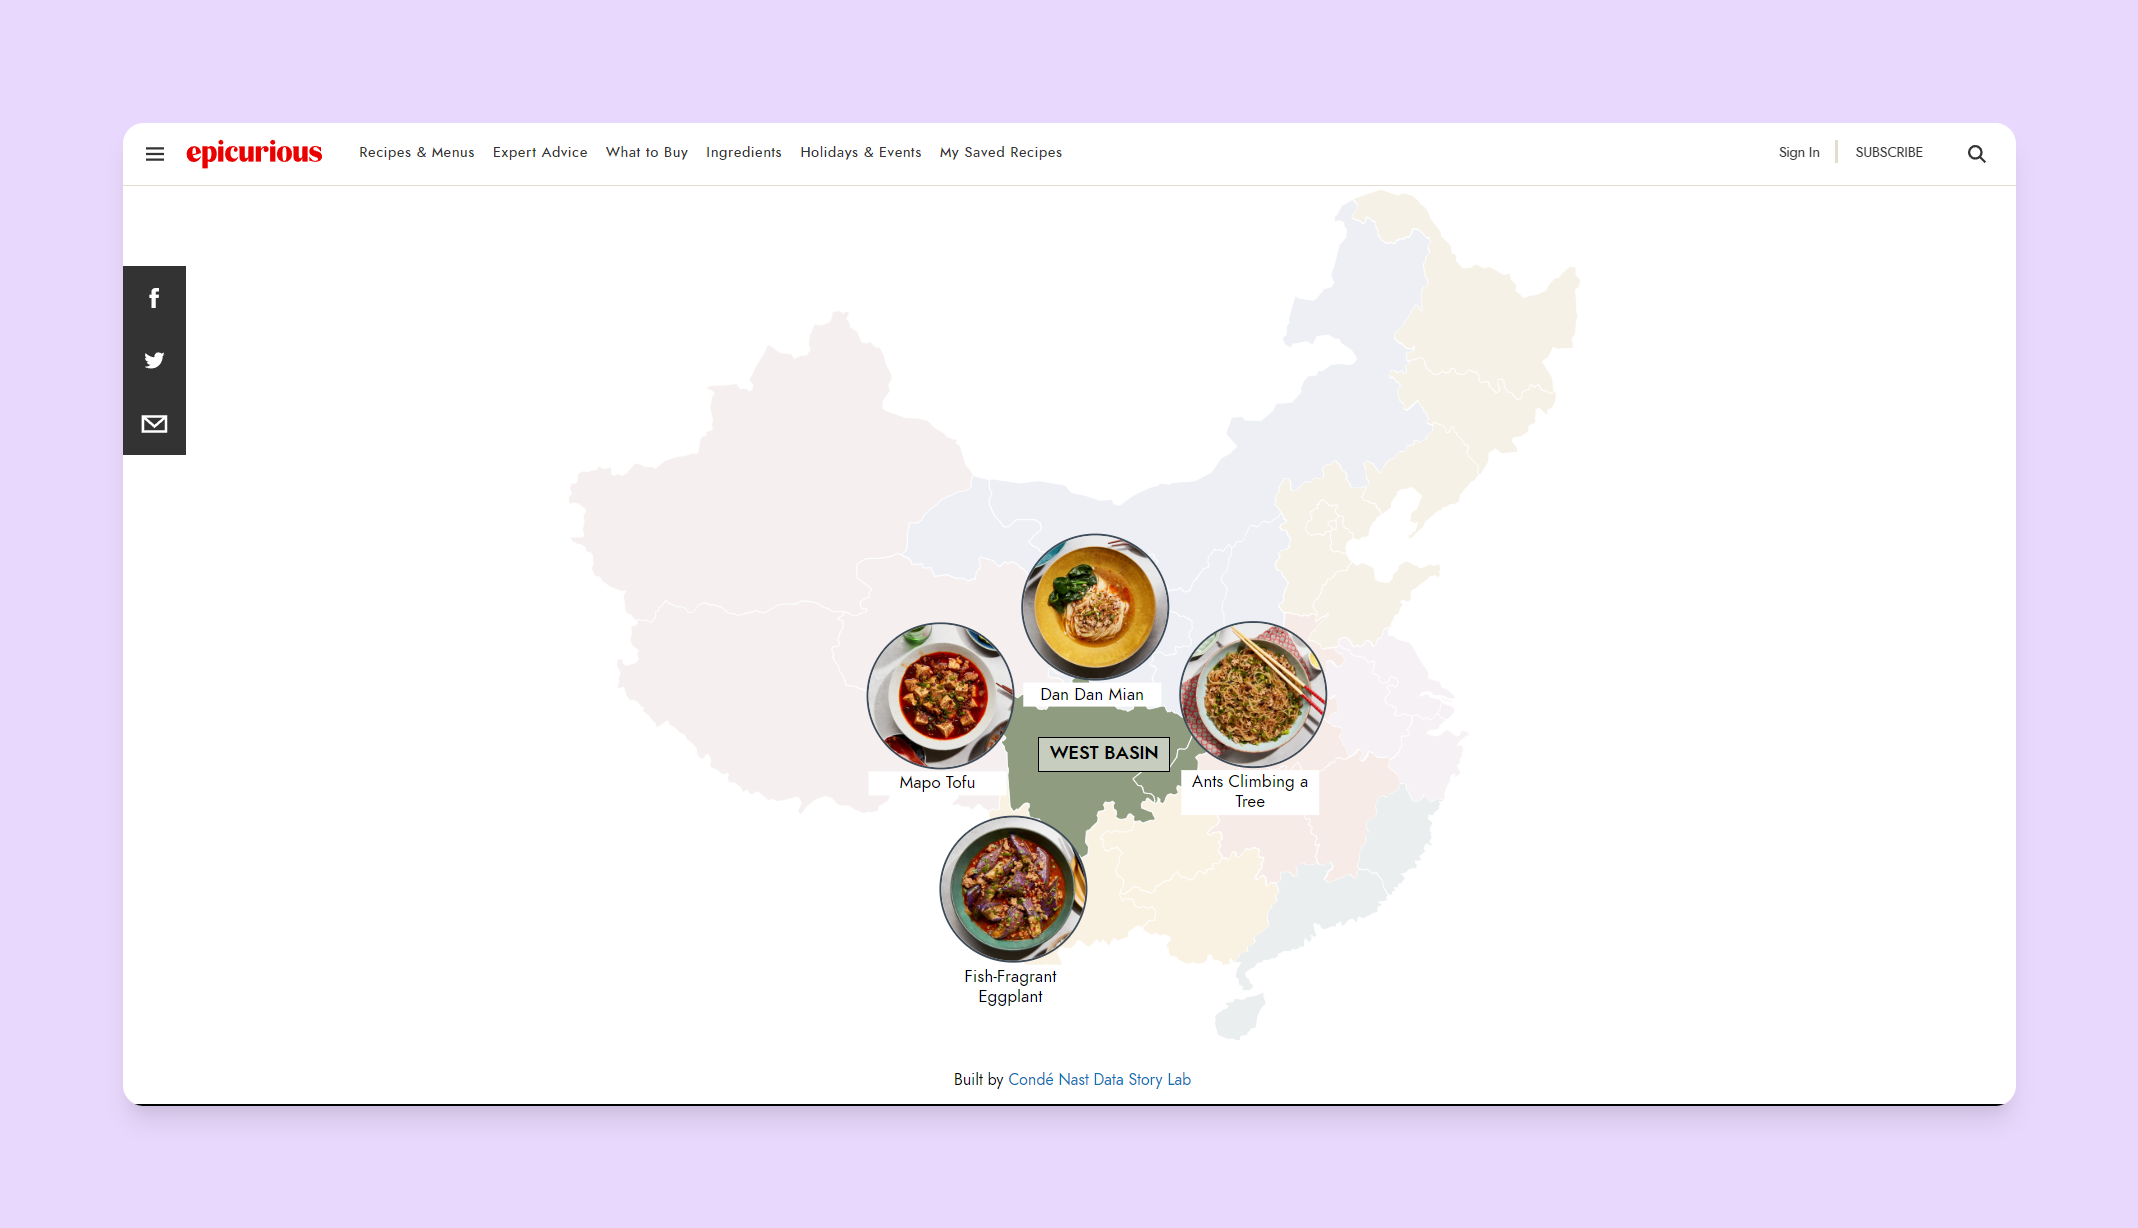 epicurious
Recipes & Menus Expert Advice What to Buy Ingredients Holidays & Events My Saved Recipes
Sign In SUBSCRIBE
Dan Dan Mian
WEST BASIN
Mapo Tofu
Ants Climbing a
Tree
Fish-Fragrant
Eggplant
Built by Condé Nast Data Story Lab